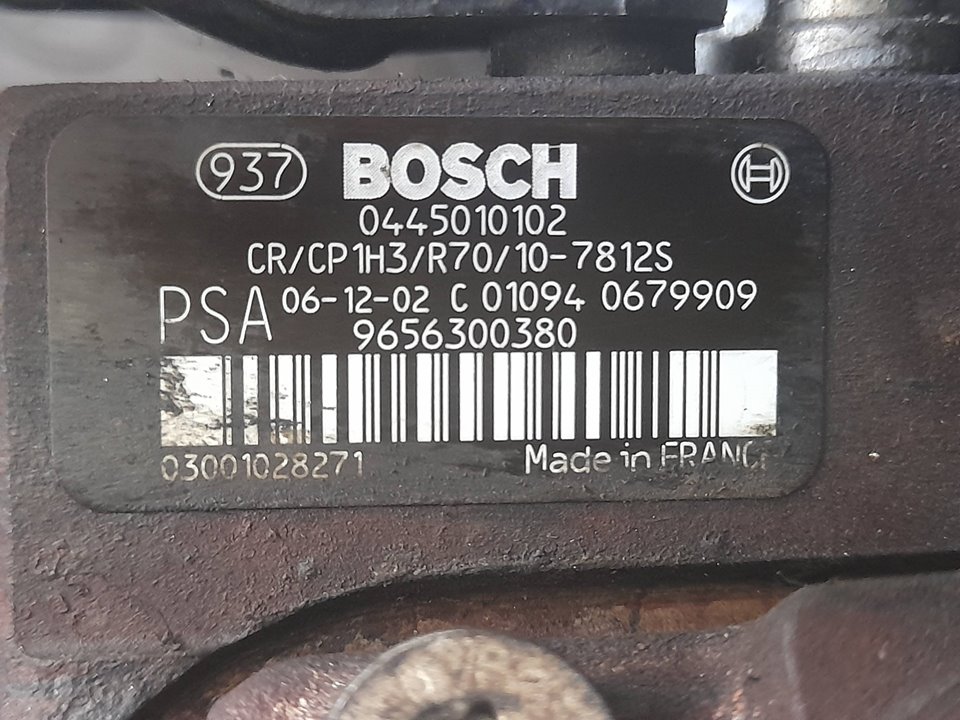 937 BOSCH
0445010102
CR/CP1H3/R70/10-7812S
PSA 06-12-02 C 01094 0679909
9656300380
03001028271 Made in FRANCE